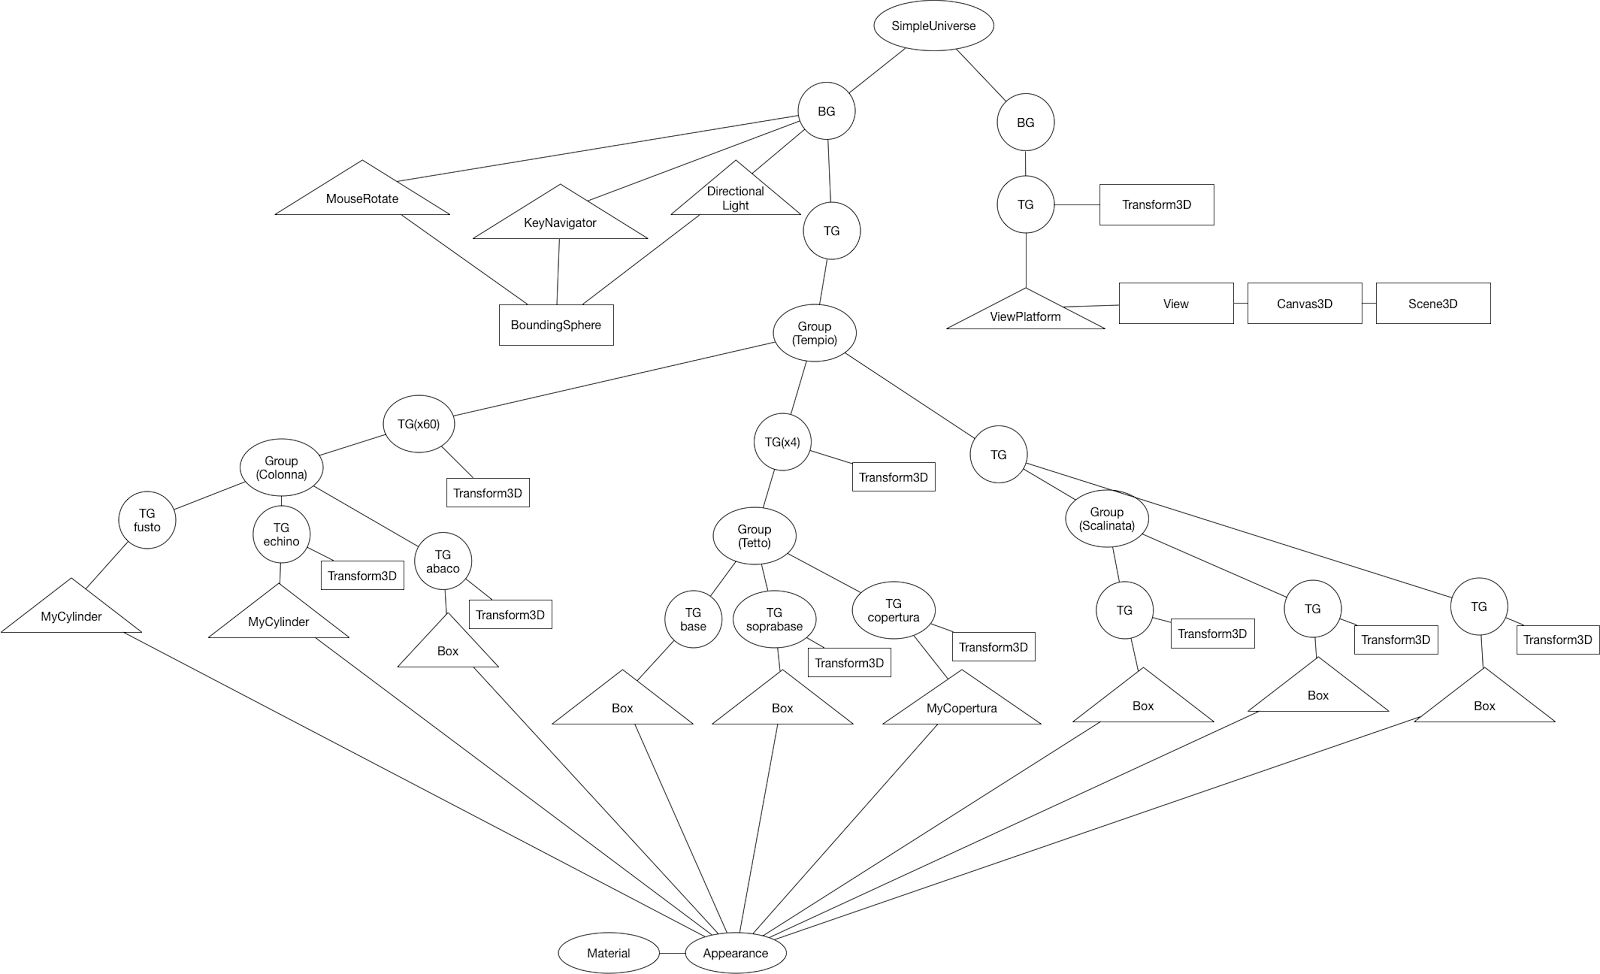 SimpleUniverse
BG
BG
MouseRotate
KeyNavigator
Directional
Light
TG
TG
Transform3D
BoundingSphere
ViewPlatform
View
Canvas3D
Scene3D
Group
(Tempio)
TG(x60)
Transform3D
TG(x4)
Transform3D
TG
Group
(Colonna)
TG
fusto
TG
echino
Transform3D
TG
abaco
Transform3D
Group
(Tetto)
Group
(Scalinata)
MyCylinder
MyCylinder
Box
TG
base
TG
soprabase
Transform3D
TG
copertura
Transform3D
TG
Transform3D
TG
Transform3D
TG
Transform3D
Box
Box
MyCopertura
Box
Box
Box
Material
Appearance